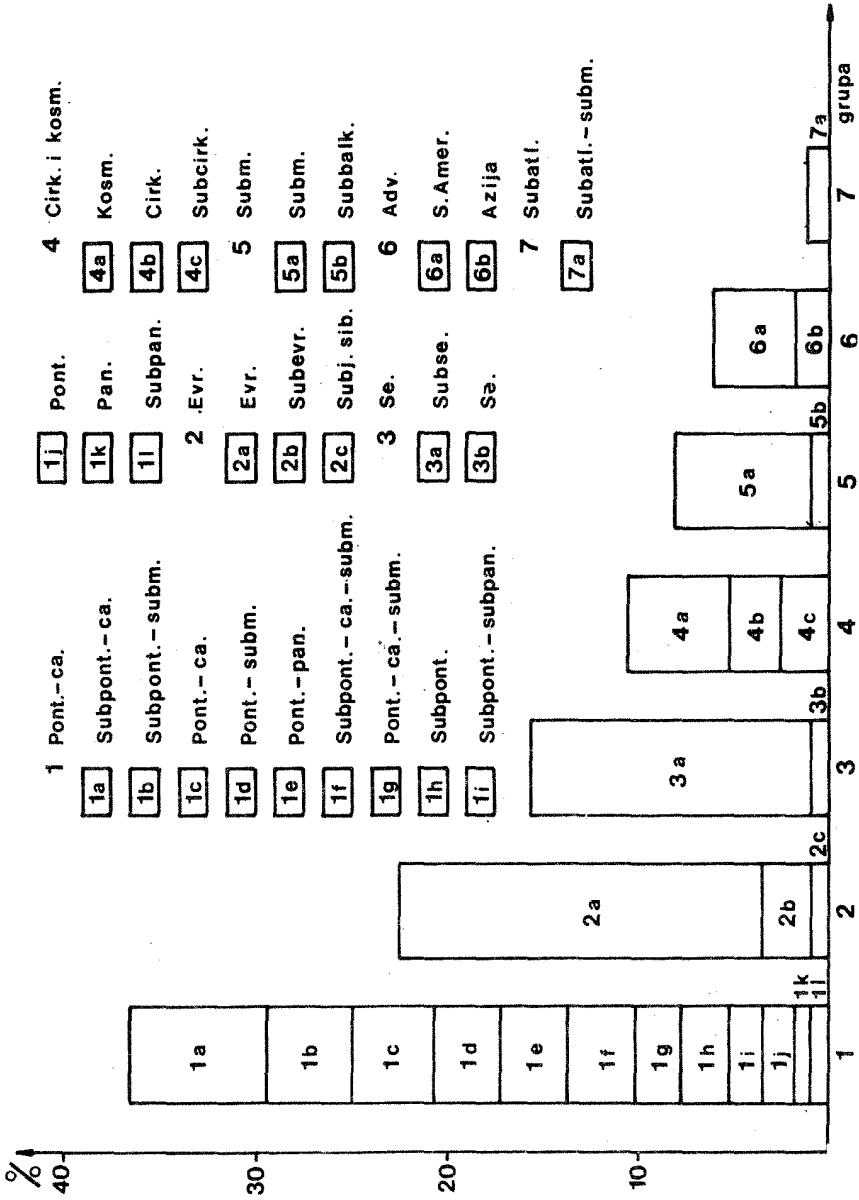 %
40
30
20
10
1 Pont.-ca.
1a Subpont.-ca.
1b Subpont.-subm.
1c Pont.-ca.
1d Pont.-subm.
1e Pont.-pan.
1f Subpont.-ca.-subm.
1g Pont.-ca.-subm.
1h Subpont.
1i Subpont.-subpan.
1j Pont.
1k Pan.
1l Subpan.
2 Evr.
2a Evr.
2b Subevr.
2c Subj. sib.
3 Se.
3a Subse.
3b Se.
4 Cirk. i kosm.
4a Kosm.
4b Cirk.
4c Subcirk.
5 Subm.
5a Subm.
5b Subbalk.
6 Adv.
6a S. Amer.
6b Azija
7 Subatl.
7a Subatl.-subm.
1a
1b
1c
1d
1e
1f
1g
1h
1i
1j
1k
1l
2a
2b
2c
3a
3b
4a
4b
4c
5a
5b
6a
6b
7a
1 2 3 4 5 6 7 grupa